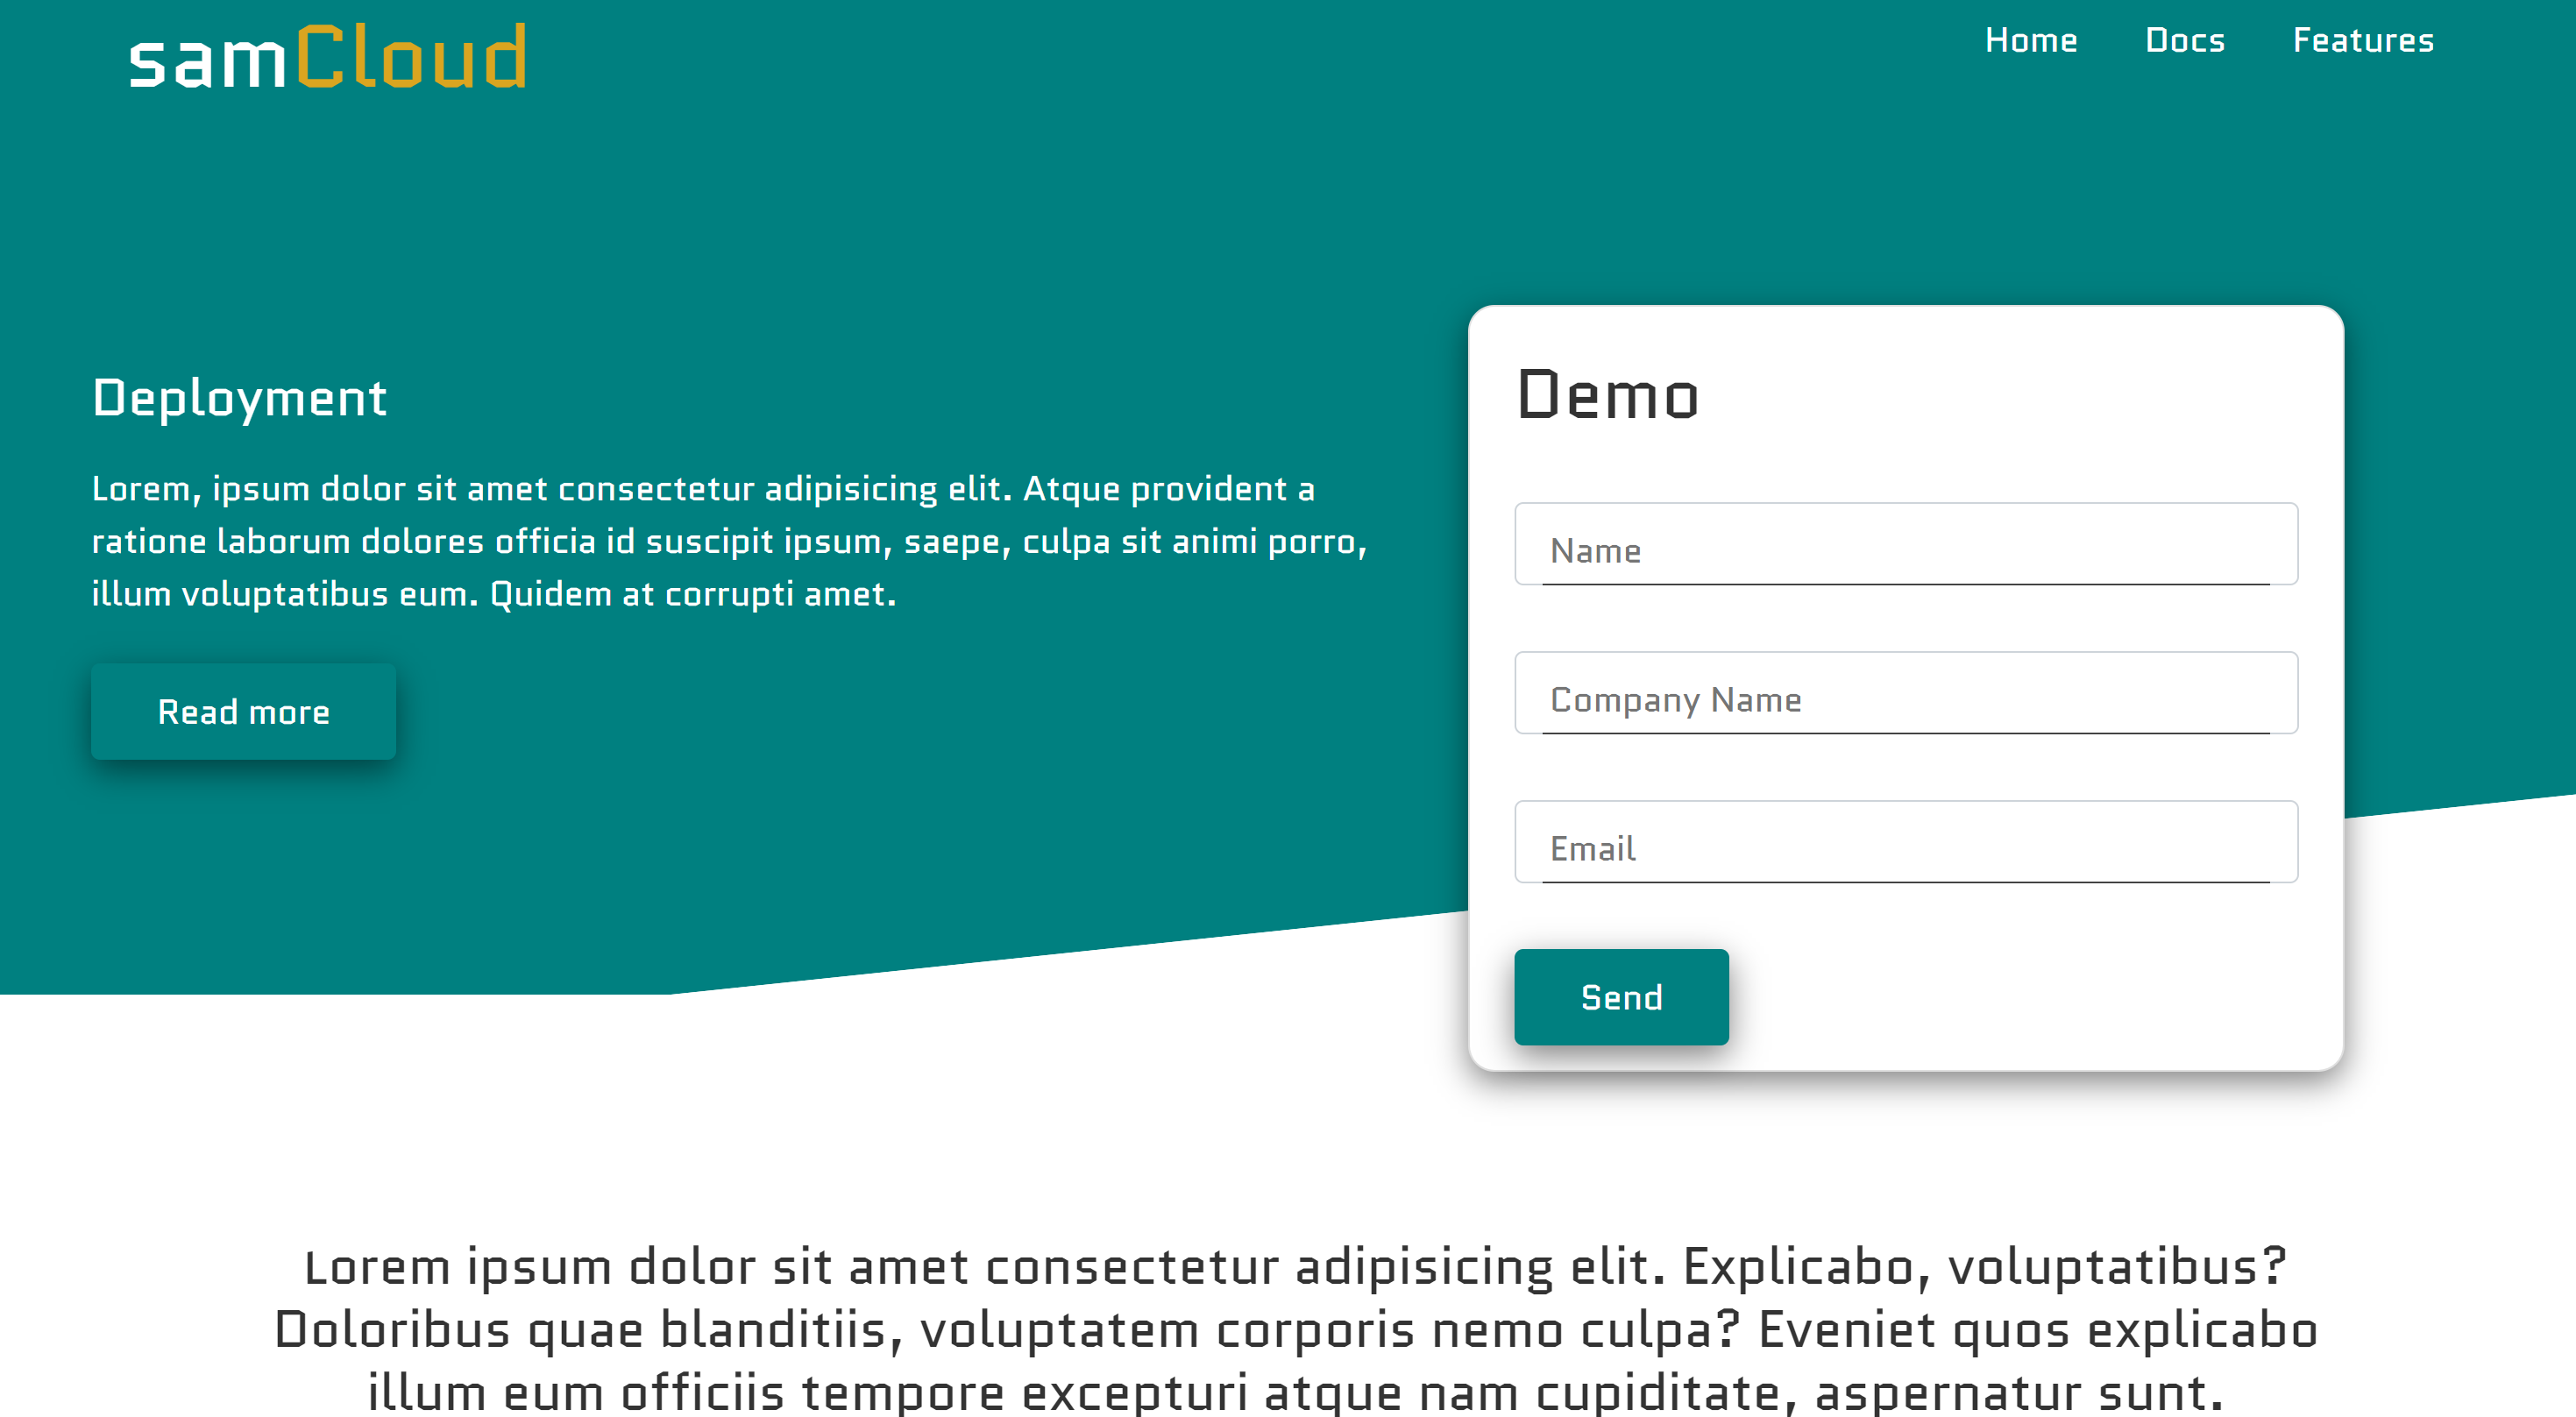 samCloud
Home Docs Features
Deployment
Lorem, ipsum dolor sit amet consectetur adipisicing elit. Atque provident a
ratione laborum dolores officia id suscipit ipsum, saepe, culpa sit animi porro,
illum voluptatibus eum. Quidem at corrupti amet.
Read more
Demo
Name
Company Name
Email
Send
Lorem ipsum dolor sit amet consectetur adipisicing elit. Explicabo, voluptatibus?
Doloribus quae blanditiis, voluptatem corporis nemo culpa? Eveniet quos explicabo
illum eum officiis tempore excepturi atque nam cupiditate, aspernatur sunt.